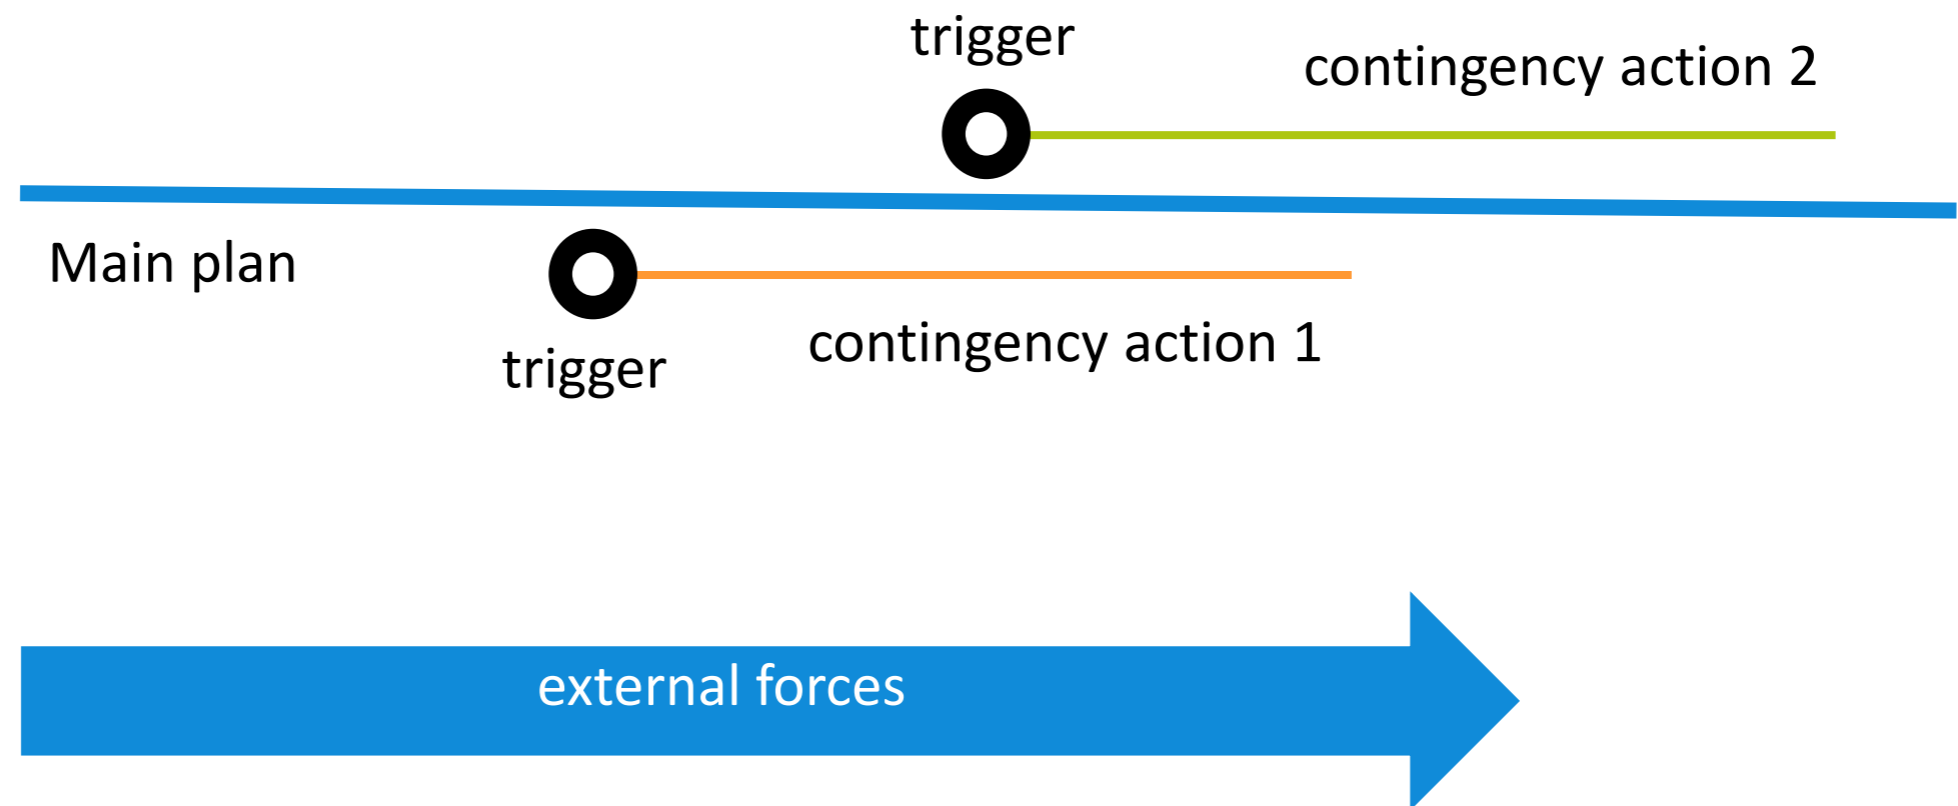 trigger
contingency action 2
Main plan
trigger
contingency action 1
external forces